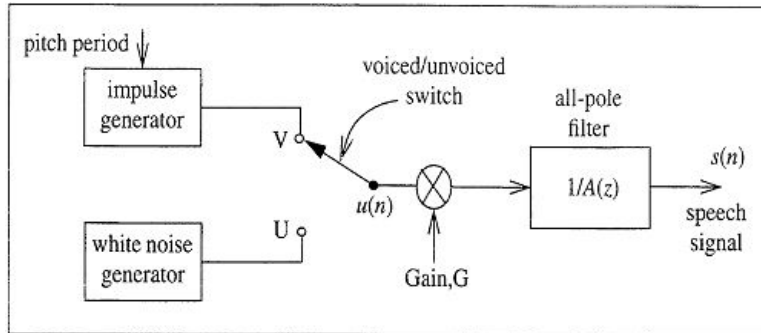 pitch period
impulse
generator
voiced/unvoiced
switch
V
u(n)
U
white noise
generator
Gain,G
all-pole
filter
1/A(z)
s(n)
speech
signal